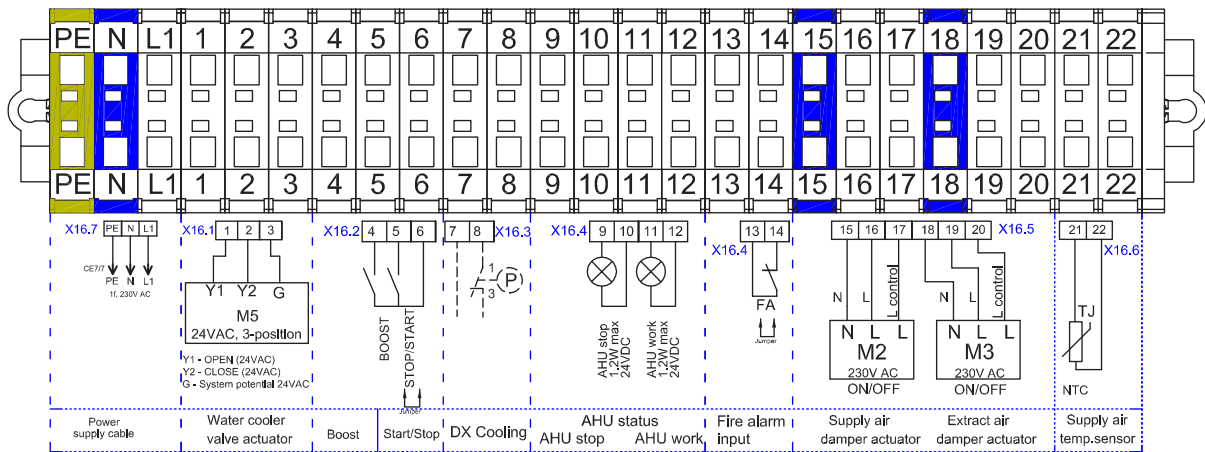 PE N L1 1 2 3 4 5 6 7 8 9 10 11 12 13 14 15 16 17 18 19 20 21 22
PE N L1 1 2 3 4 5 6 7 8 9 10 11 12 13 14 15 16 17 18 19 20 21 22
X16.7 PE N L1
CE7/7
PE N L1
1f, 230V AC
X16.1 1 2 3
Y1 Y2 G
M5
24VAC, 3-position
Y1 - OPEN (24VAC)
Y2 - CLOSE (24VAC)
G - System potential 24VAC
X16.2 4 5 6
BOOST
STOP/START
Jumper
7 8 X16.3
1
3
P
X16.4 9 10 11 12
AHU stop
1,2W max
24VDC
AHU work
1,2W max
24VDC
13 14
X16.4
FA
Jumper
15 16 17 18 19 20 X16.5
N L L control
N L L
M2
230V AC
ON/OFF
N L L control
N L L
M3
230V AC
ON/OFF
21 22
X16.6
TJ
NTC
Power
supply cable
Water cooler
valve actuator
Boost
Start/Stop
DX Cooling
AHU status
AHU stop AHU work
Fire alarm
input
Supply air
damper actuator
Extract air
damper actuator
Supply air
temp.sensor